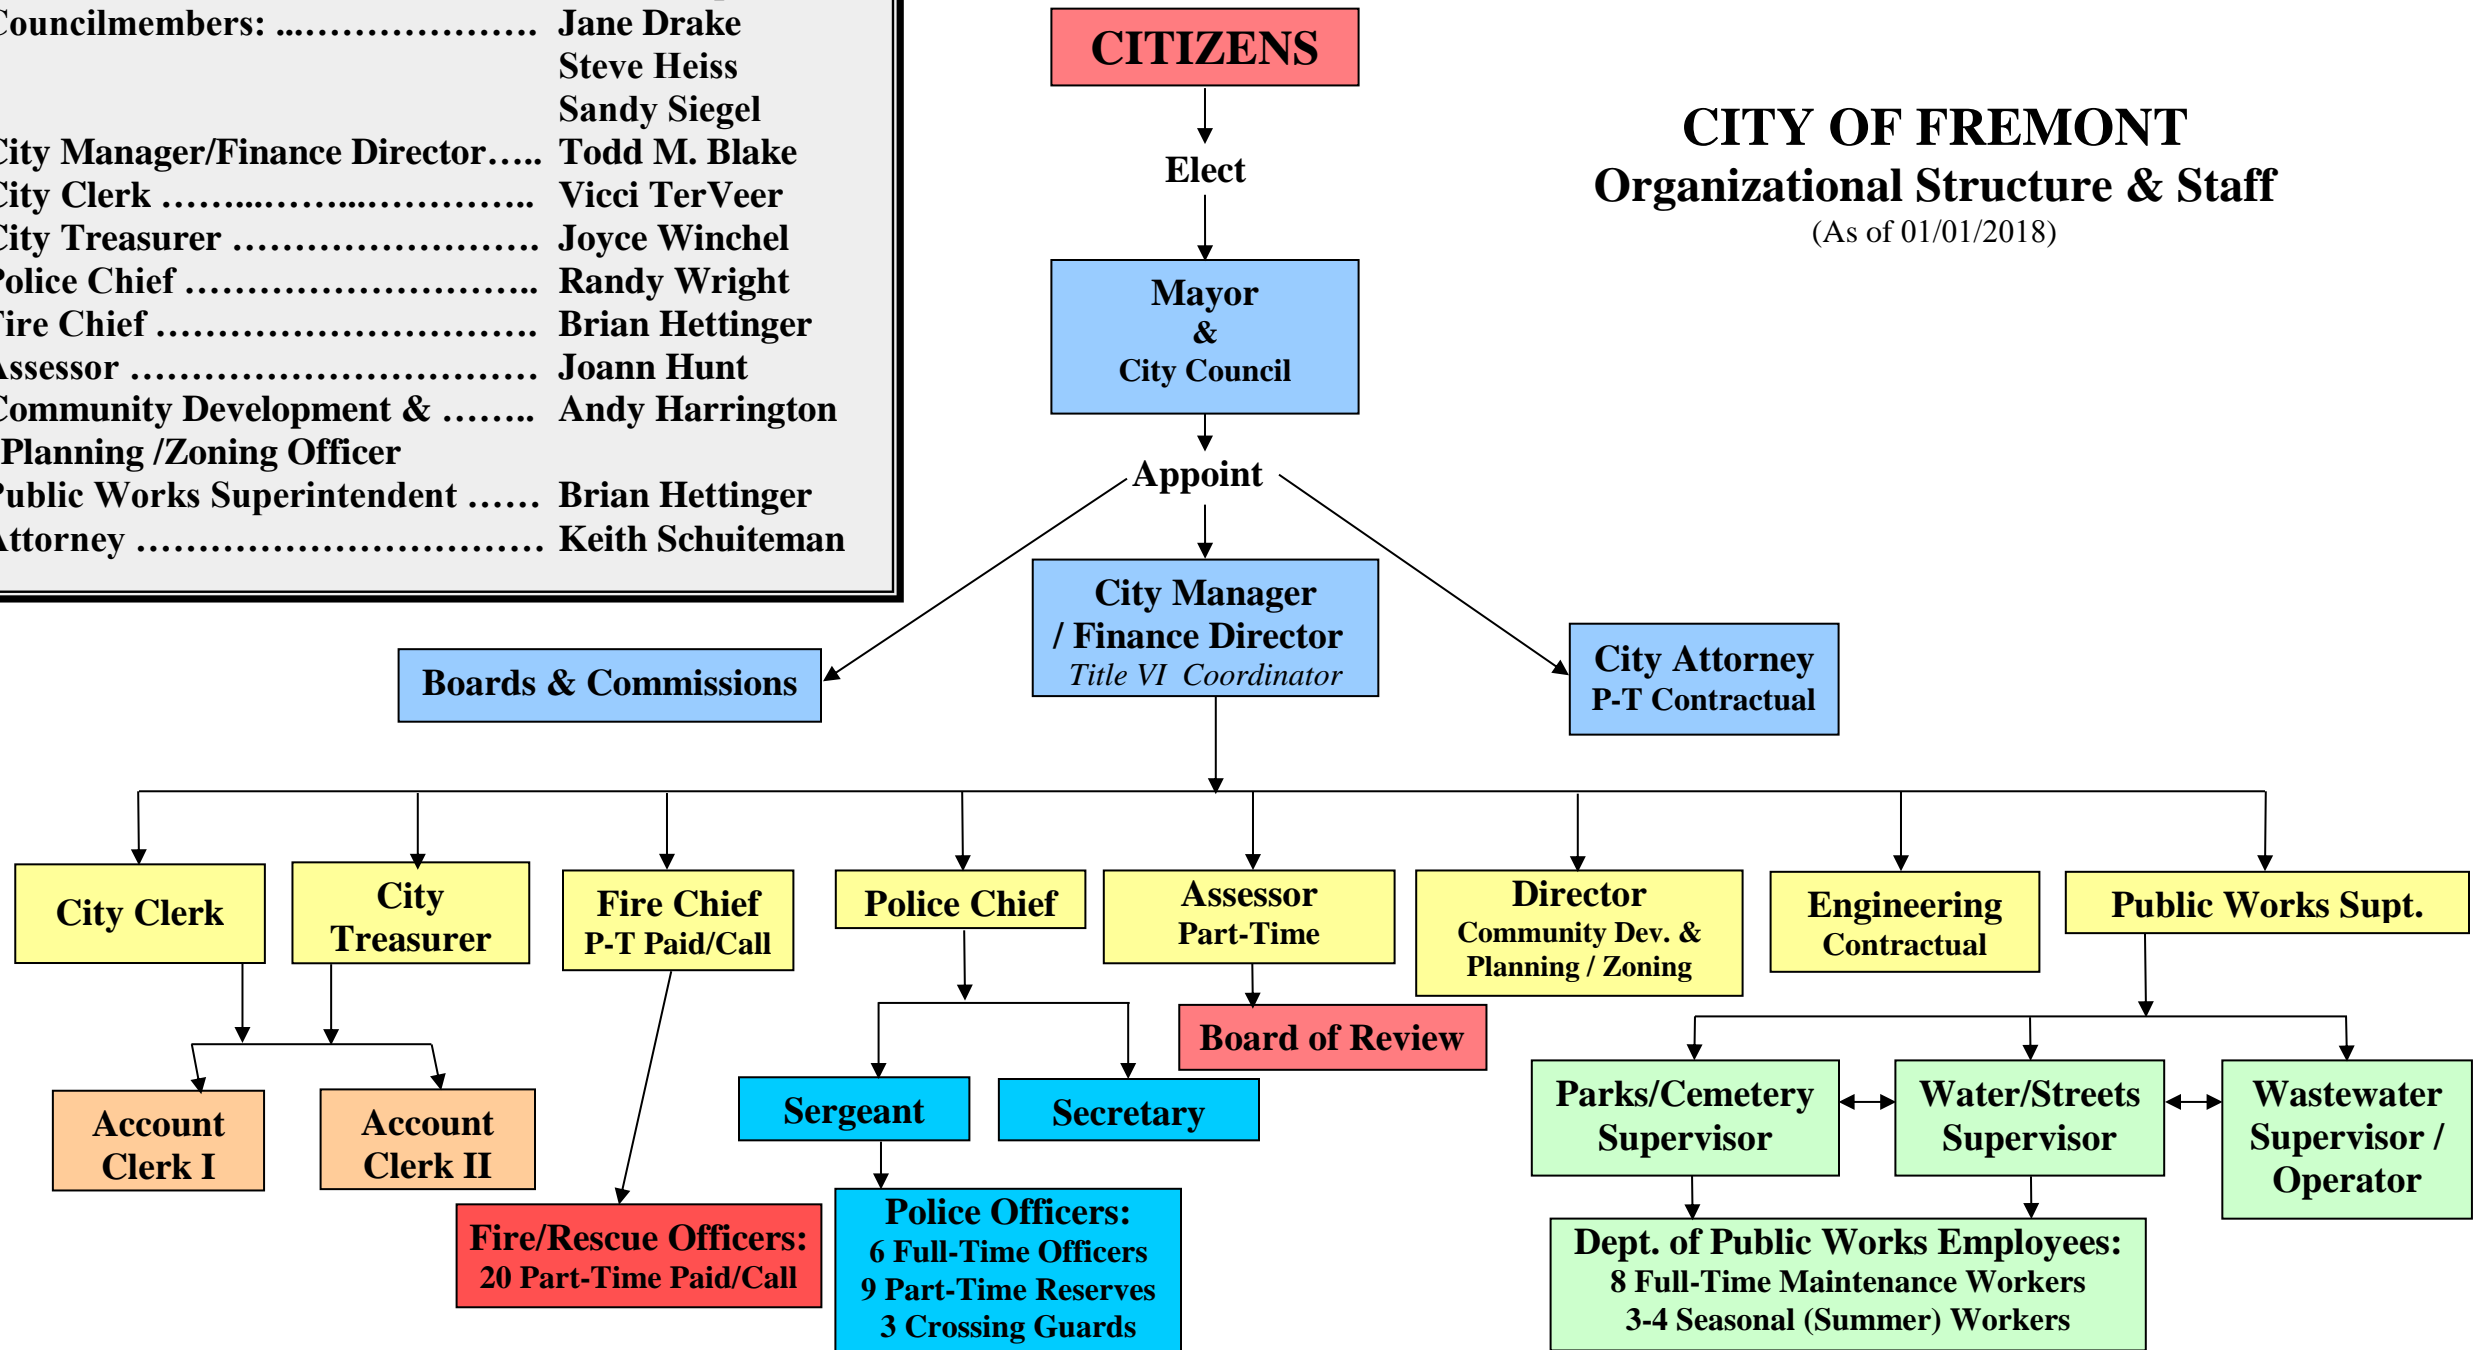 Councilmembers: ...………………… Jane Drake
Steve Heiss
Sandy Siegel
City Manager/Finance Director….. Todd M. Blake
City Clerk ……...……...………….. Vicci TerVeer
City Treasurer ……………………. Joyce Winchel
Police Chief ……………………….. Randy Wright
Fire Chief …………………………. Brian Hettinger
Assessor …………………………… Joann Hunt
Community Development & …….. Andy Harrington
Planning /Zoning Officer
Public Works Superintendent …… Brian Hettinger
Attorney …………………………… Keith Schuiteman
CITIZENS
CITY OF FREMONT
Organizational Structure & Staff
(As of 01/01/2018)
Elect
Mayor
&
City Council
Appoint
Boards & Commissions
City Manager
/ Finance Director
Title VI Coordinator
City Attorney
P-T Contractual
City Clerk
City
Treasurer
Fire Chief
P-T Paid/Call
Police Chief
Assessor
Part-Time
Director
Community Dev. &
Planning / Zoning
Engineering
Contractual
Public Works Supt.
Board of Review
Account
Clerk I
Account
Clerk II
Sergeant
Secretary
Parks/Cemetery
Supervisor
Water/Streets
Supervisor
Wastewater
Supervisor /
Operator
Fire/Rescue Officers:
20 Part-Time Paid/Call
Police Officers:
6 Full-Time Officers
9 Part-Time Reserves
3 Crossing Guards
Dept. of Public Works Employees:
8 Full-Time Maintenance Workers
3-4 Seasonal (Summer) Workers